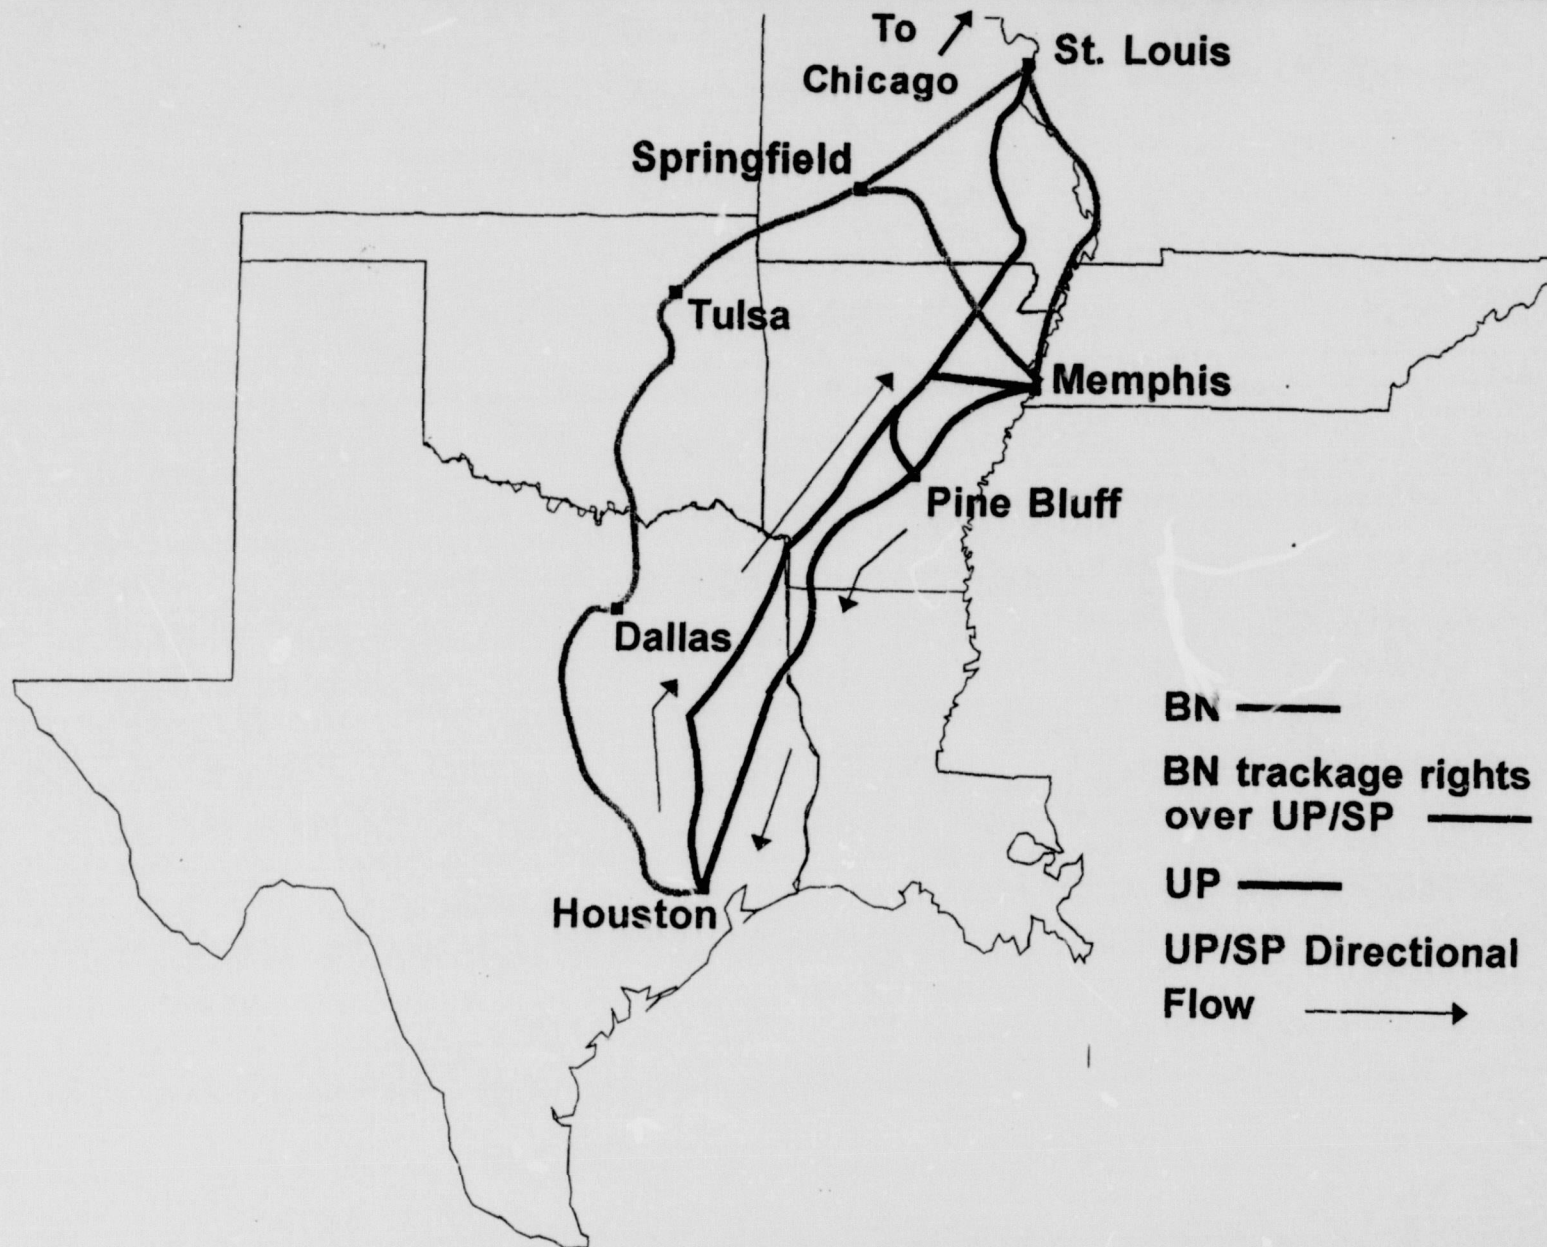 To
Chicago
St. Louis
Springfield
Tulsa
Memphis
Pine Bluff
Dallas
Houston
BN
BN trackage rights
over UP/SP
UP
UP/SP Directional
Flow